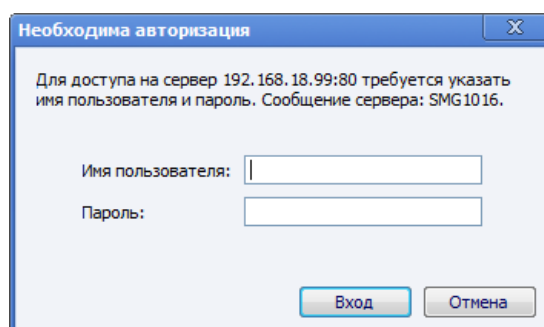 Необходима авторизация
Для доступа на сервер 192.168.18.99:80 требуется указать
имя пользователя и пароль. Сообщение сервера: SMG1016.
Имя пользователя:
Пароль:
Вход Отмена